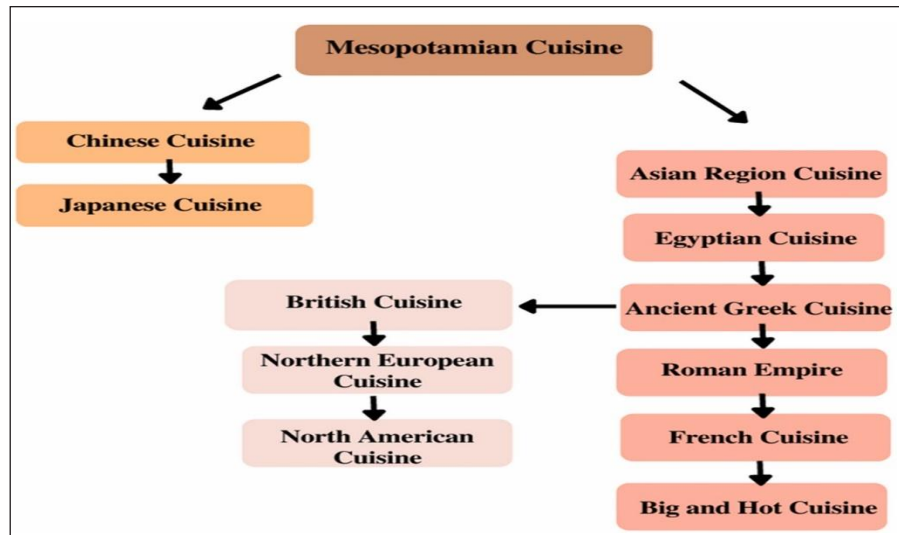 Mesopotamian Cuisine
Chinese Cuisine
Japanese Cuisine
Asian Region Cuisine
Egyptian Cuisine
Ancient Greek Cuisine
British Cuisine
Northern European
Cuisine
North American
Cuisine
Roman Empire
French Cuisine
Big and Hot Cuisine